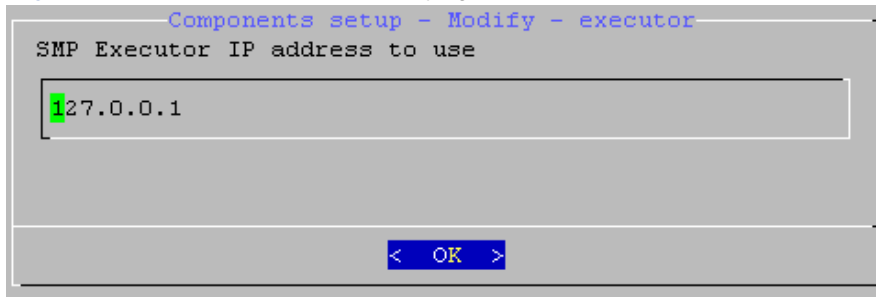 Components setup - Modify - executor
SMP Executor IP address to use
127.0.0.1
< OK >